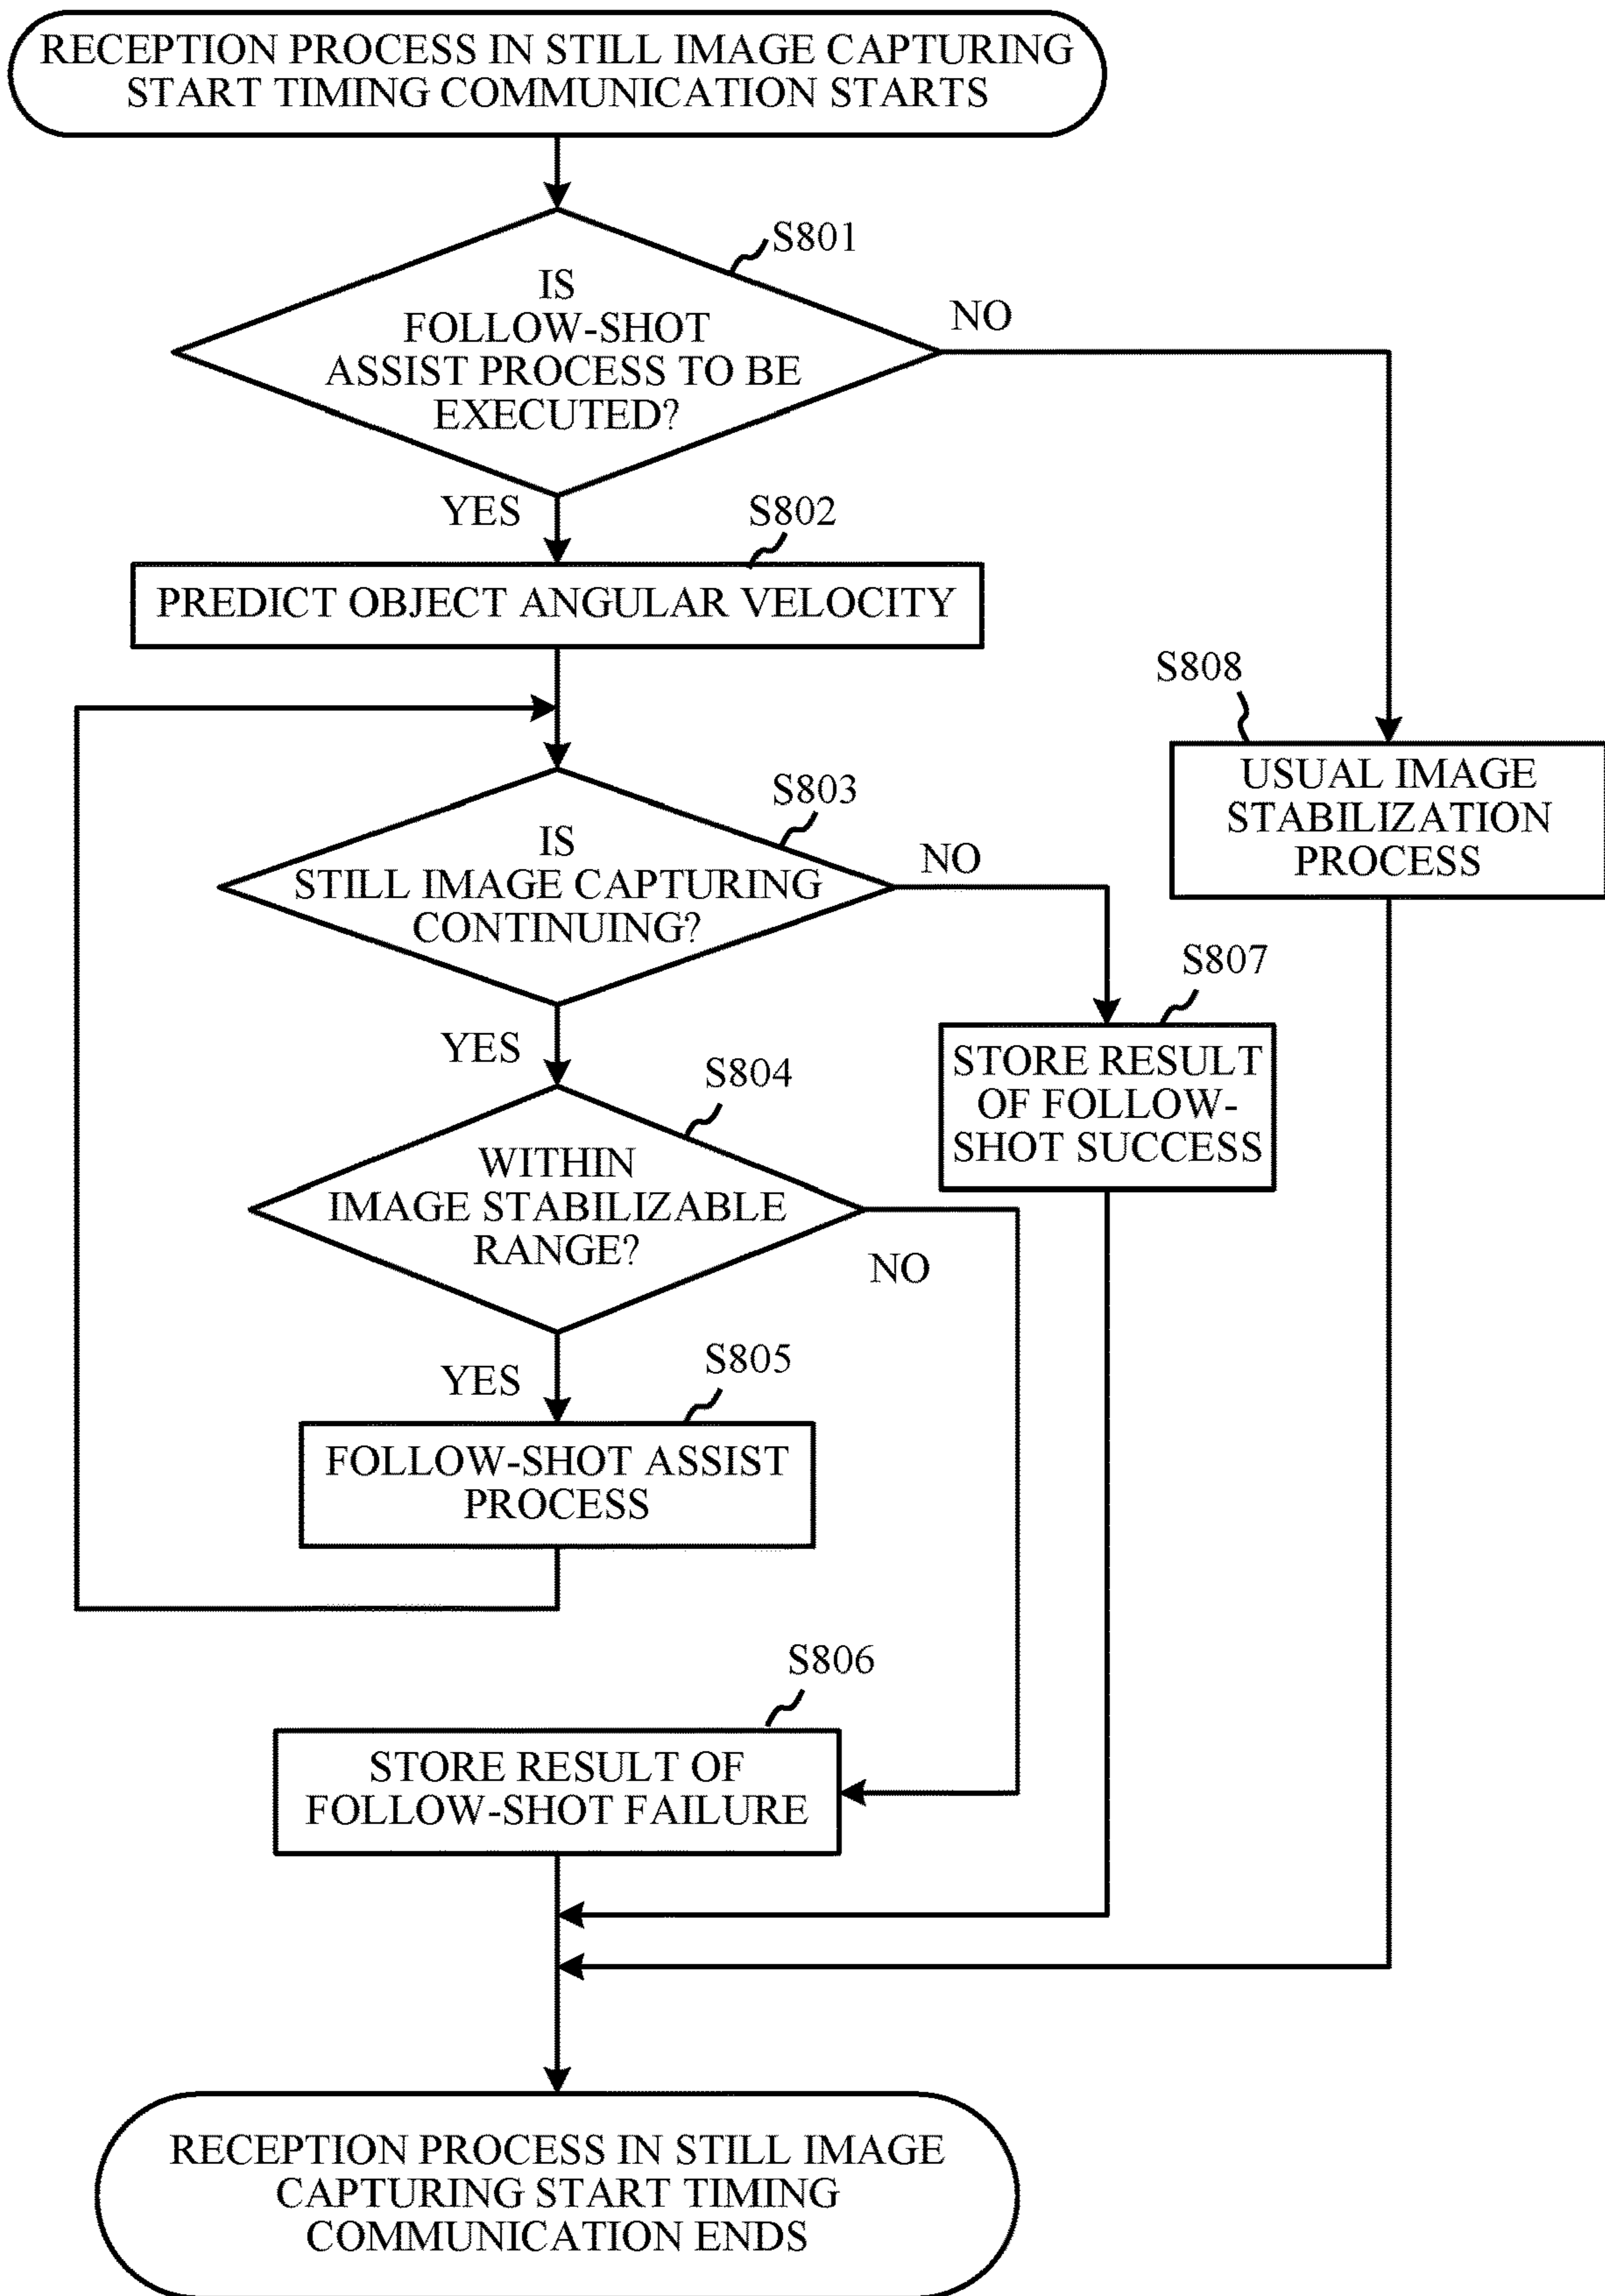 RECEPTION PROCESS IN STILL IMAGE CAPTURING
START TIMING COMMUNICATION STARTS
S801
IS
FOLLOW-SHOT
ASSIST PROCESS TO BE
EXECUTED?
NO
YES
S802
PREDICT OBJECT ANGULAR VELOCITY
S808
USUAL IMAGE
STABILIZATION
PROCESS
S803
IS
STILL IMAGE CAPTURING
CONTINUING?
NO
YES
S807
STORE RESULT
OF FOLLOW-
SHOT SUCCESS
S804
WITHIN
IMAGE STABILIZABLE
RANGE?
NO
YES
S805
FOLLOW-SHOT ASSIST
PROCESS
S806
STORE RESULT OF
FOLLOW-SHOT FAILURE
RECEPTION PROCESS IN STILL IMAGE
CAPTURING START TIMING
COMMUNICATION ENDS